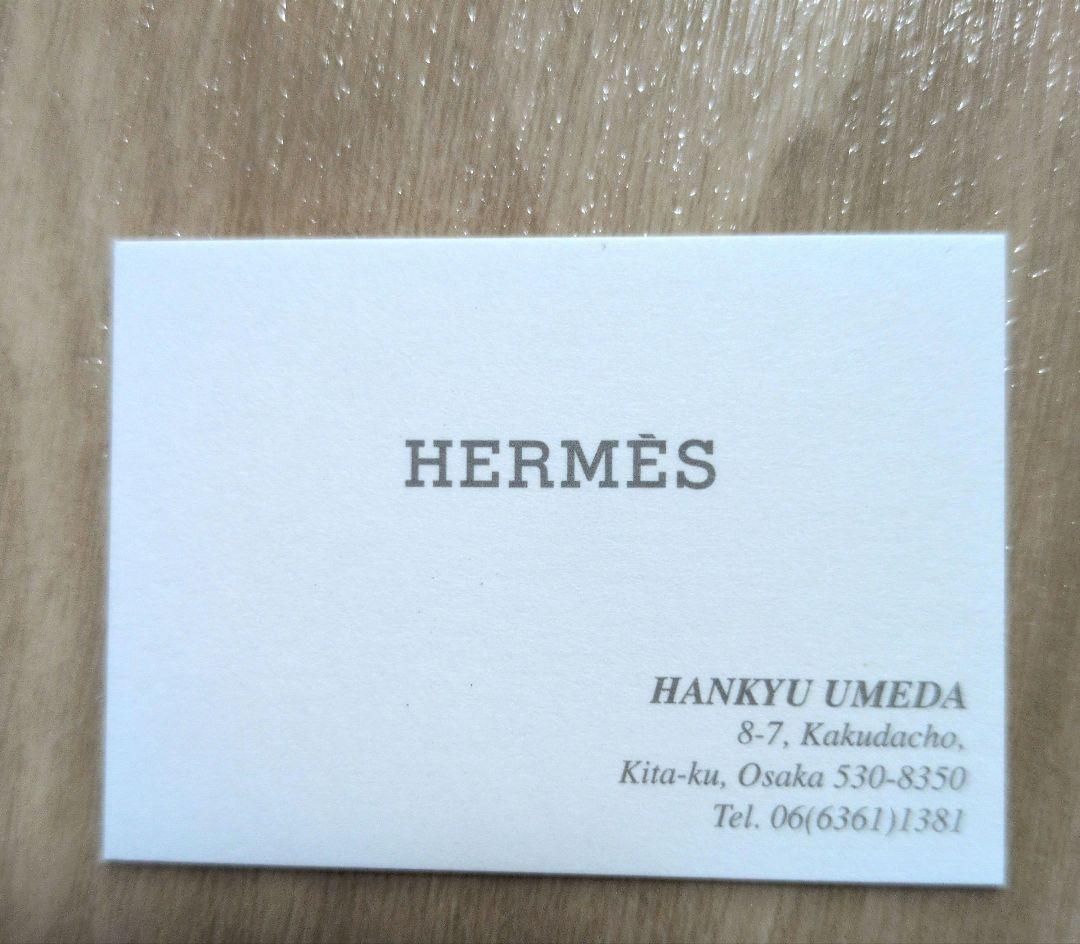 HERMÈS
HANKYU UMEDA
8-7, Kakudacho,
Kita-ku, Osaka 530-8350
Tel. 06(6361)1381